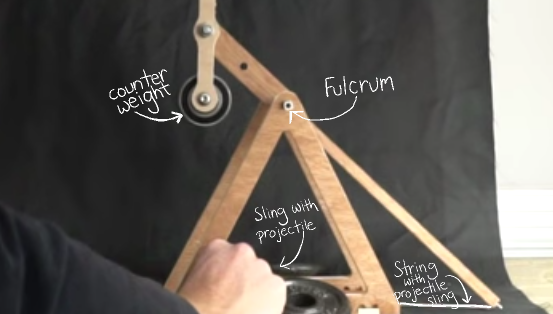 counter
weight
Fulcrum
Sling with
projectile
String
with
projectile
sling